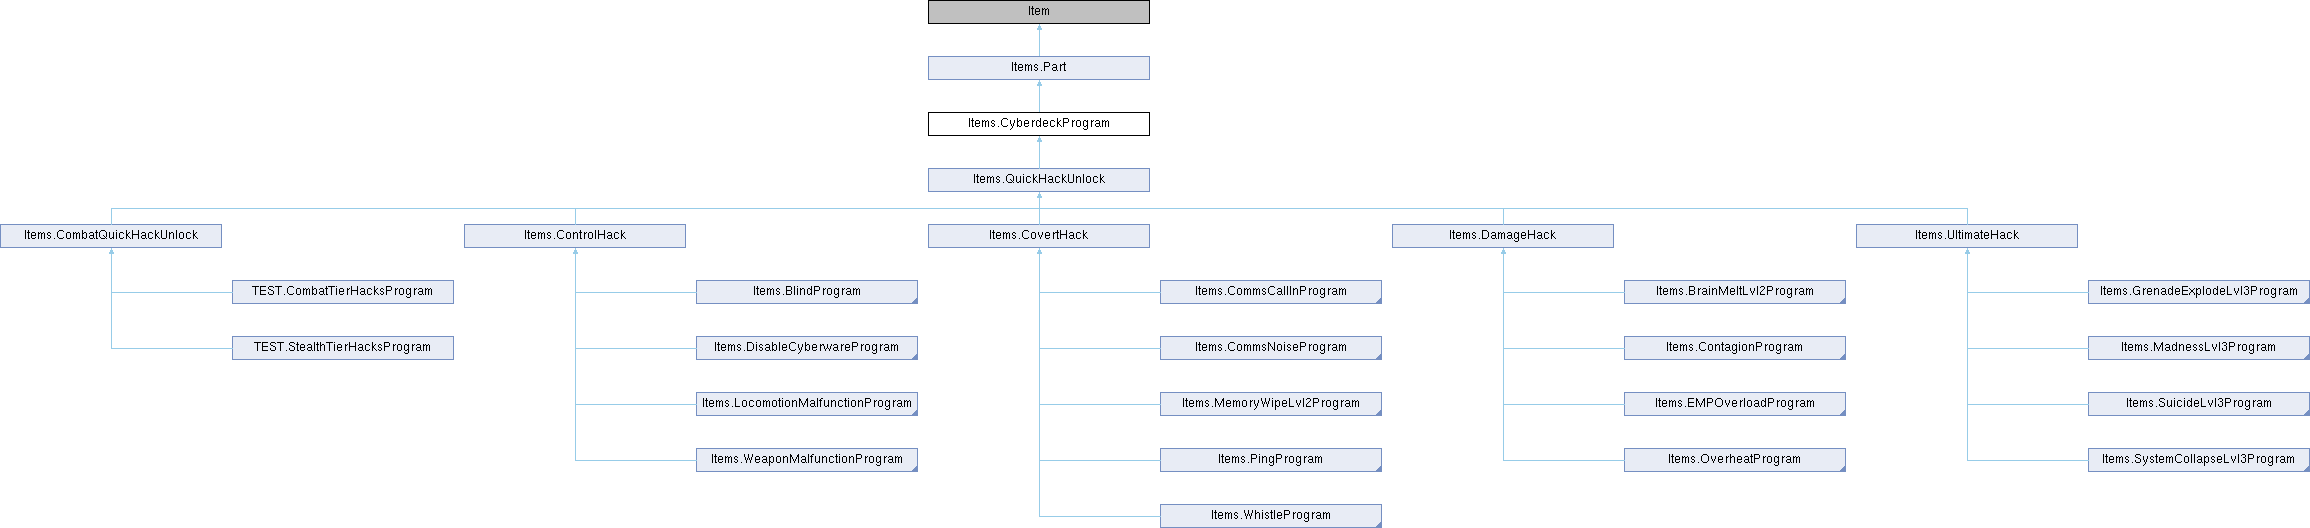 Item
Items.Part
Items.CyberdeckProgram
Items.QuickHackUnlock
Items.CombatQuickHackUnlock
Items.ControlHack
Items.CovertHack
Items.DamageHack
Items.UltimateHack
TEST.CombatTierHacksProgram
Items.BlindProgram
Items.CommsCallInProgram
Items.BrainMeltLvl2Program
Items.GrenadeExplodeLvl3Program
TEST.StealthTierHacksProgram
Items.DisableCyberwareProgram
Items.CommsNoiseProgram
Items.ContagionProgram
Items.MadnessLvl3Program
Items.LocomotionMalfunctionProgram
Items.MemoryWipeLvl2Program
Items.EMPOverloadProgram
Items.SuicideLvl3Program
Items.WeaponMalfunctionProgram
Items.PingProgram
Items.OverheatProgram
Items.SystemCollapseLvl3Program
Items.WhistleProgram